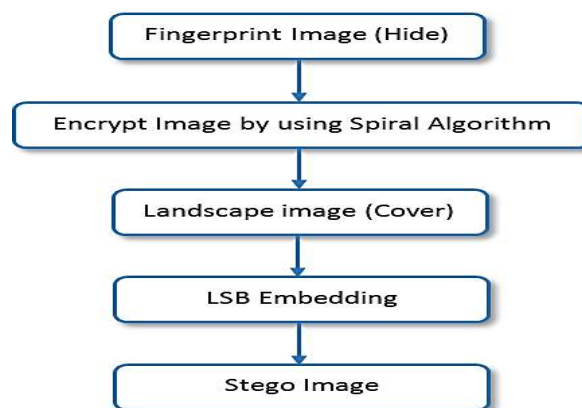 Fingerprint Image (Hide)
Encrypt Image by using Spiral Algorithm
Landscape image (Cover)
LSB Embedding
Stego Image